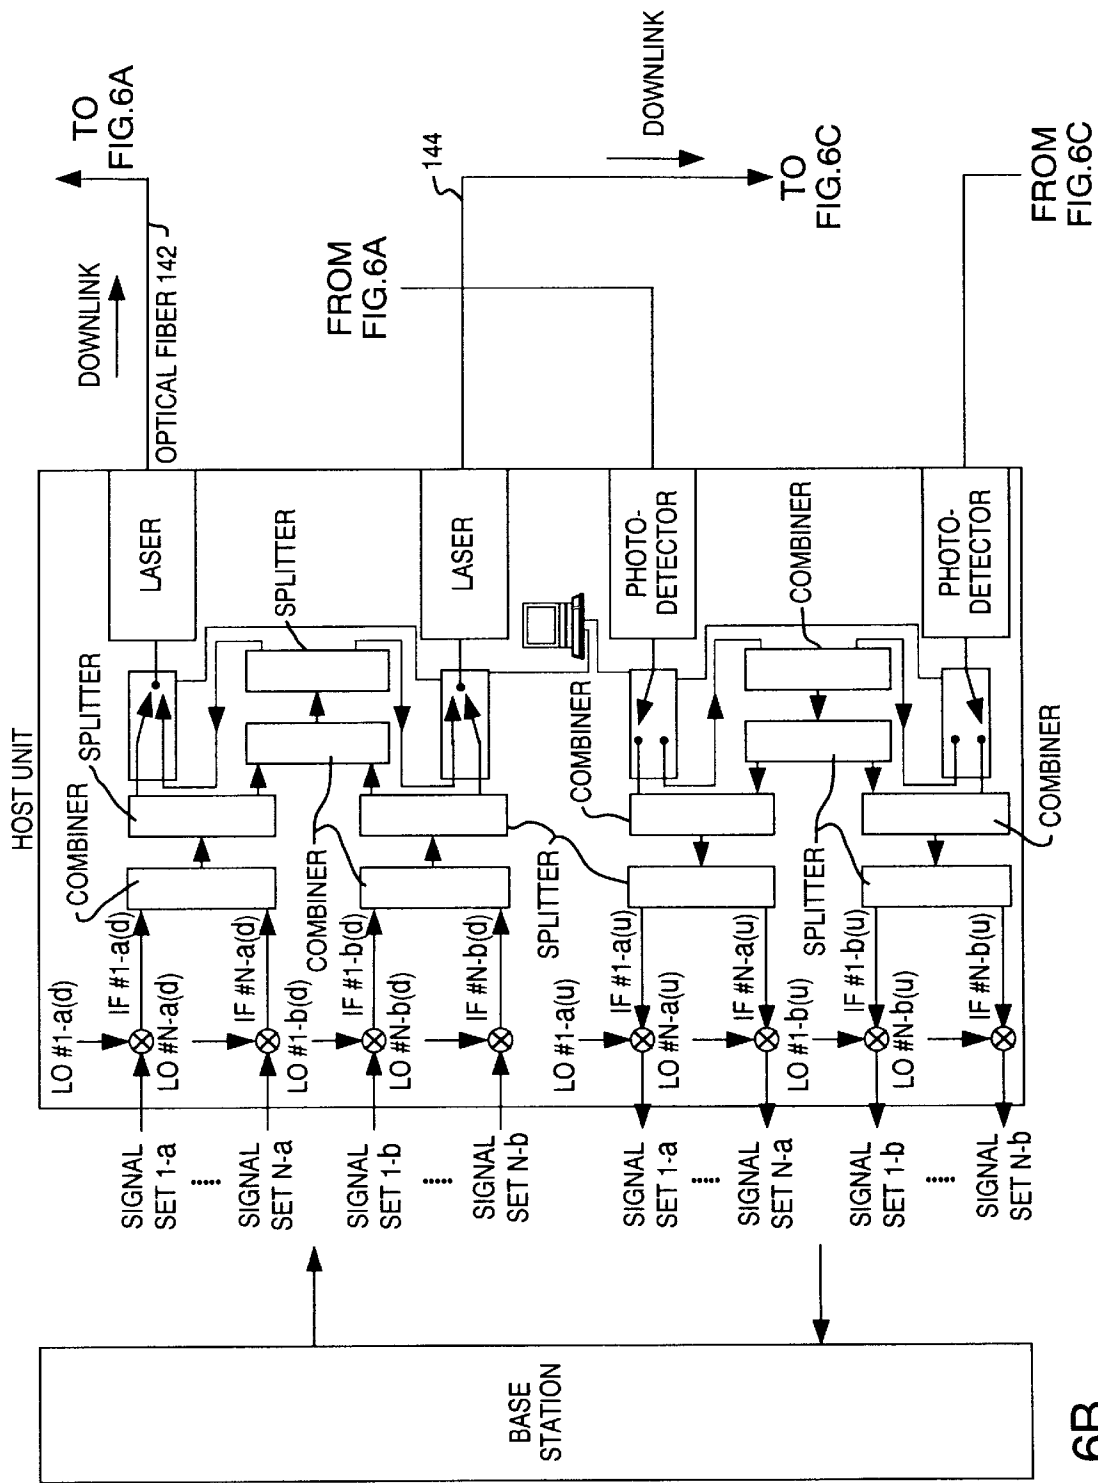 HOST UNIT
TO
FIG.6A
DOWNLINK
OPTICAL FIBER 142
144
DOWNLINK
FROM
FIG.6A
TO
FIG.6C
FROM
FIG.6C
LASER
SPLITTER
LASER
PHOTO-
DETECTOR
COMBINER
PHOTO-
DETECTOR
COMBINER
SPLITTER
COMBINER
SPLITTER
COMBINER
SPLITTER
COMBINER
LO #1-a(d)
IF #1-a(d)
LO #N-a(d)
IF #N-a(d)
LO #1-b(d)
IF #1-b(d)
LO #N-b(d)
IF #N-b(d)
LO #1-a(u)
IF #1-a(u)
LO #N-a(u)
IF #N-a(u)
LO #1-b(u)
IF #1-b(u)
LO #N-b(u)
IF #N-b(u)
SIGNAL
SET 1-a
SIGNAL
SET N-a
SIGNAL
SET 1-b
SIGNAL
SET N-b
SIGNAL
SET 1-a
SIGNAL
SET N-a
SIGNAL
SET 1-b
SIGNAL
SET N-b
BASE
STATION